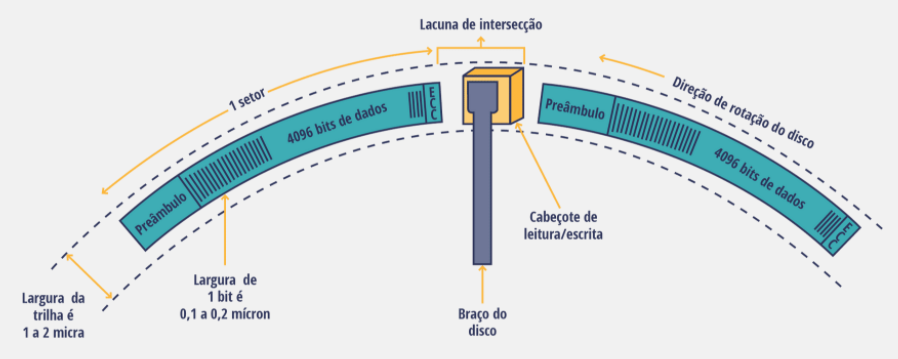 Lacuna de intersecção
1 setor
Direção de rotação do disco
Preâmbulo
4096 bits de dados
ECC
Preâmbulo
4096 bits de dados
ECC
Cabeçote de
leitura/escrita
Largura da
trilha é
1 a 2 micra
Largura de
1 bit é
0,1 a 0,2 mícron
Braço do
disco